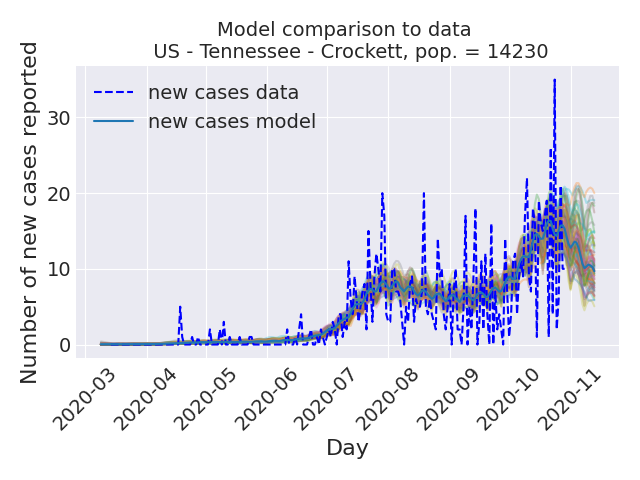 Model comparison to data
US - Tennessee - Crockett, pop. = 14230
Number of new cases reported
new cases data
new cases model
30
20
10
0
2020-03
2020-04
2020-05
2020-06
2020-07
2020-08
2020-09
2020-10
2020-11
Day